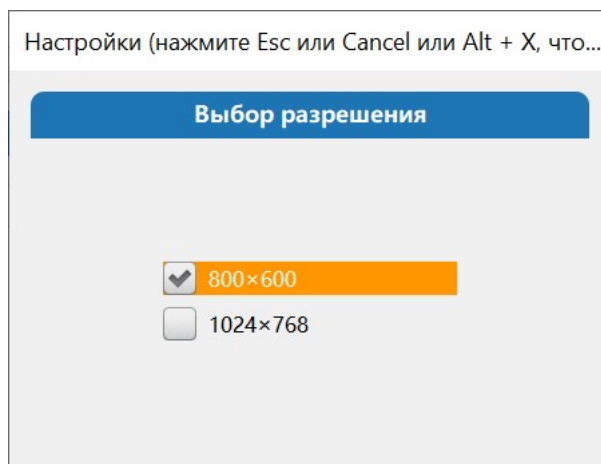 Настройки (нажмите Esc или Cancel или Alt + X, что...
Выбор разрешения
800×600
1024×768